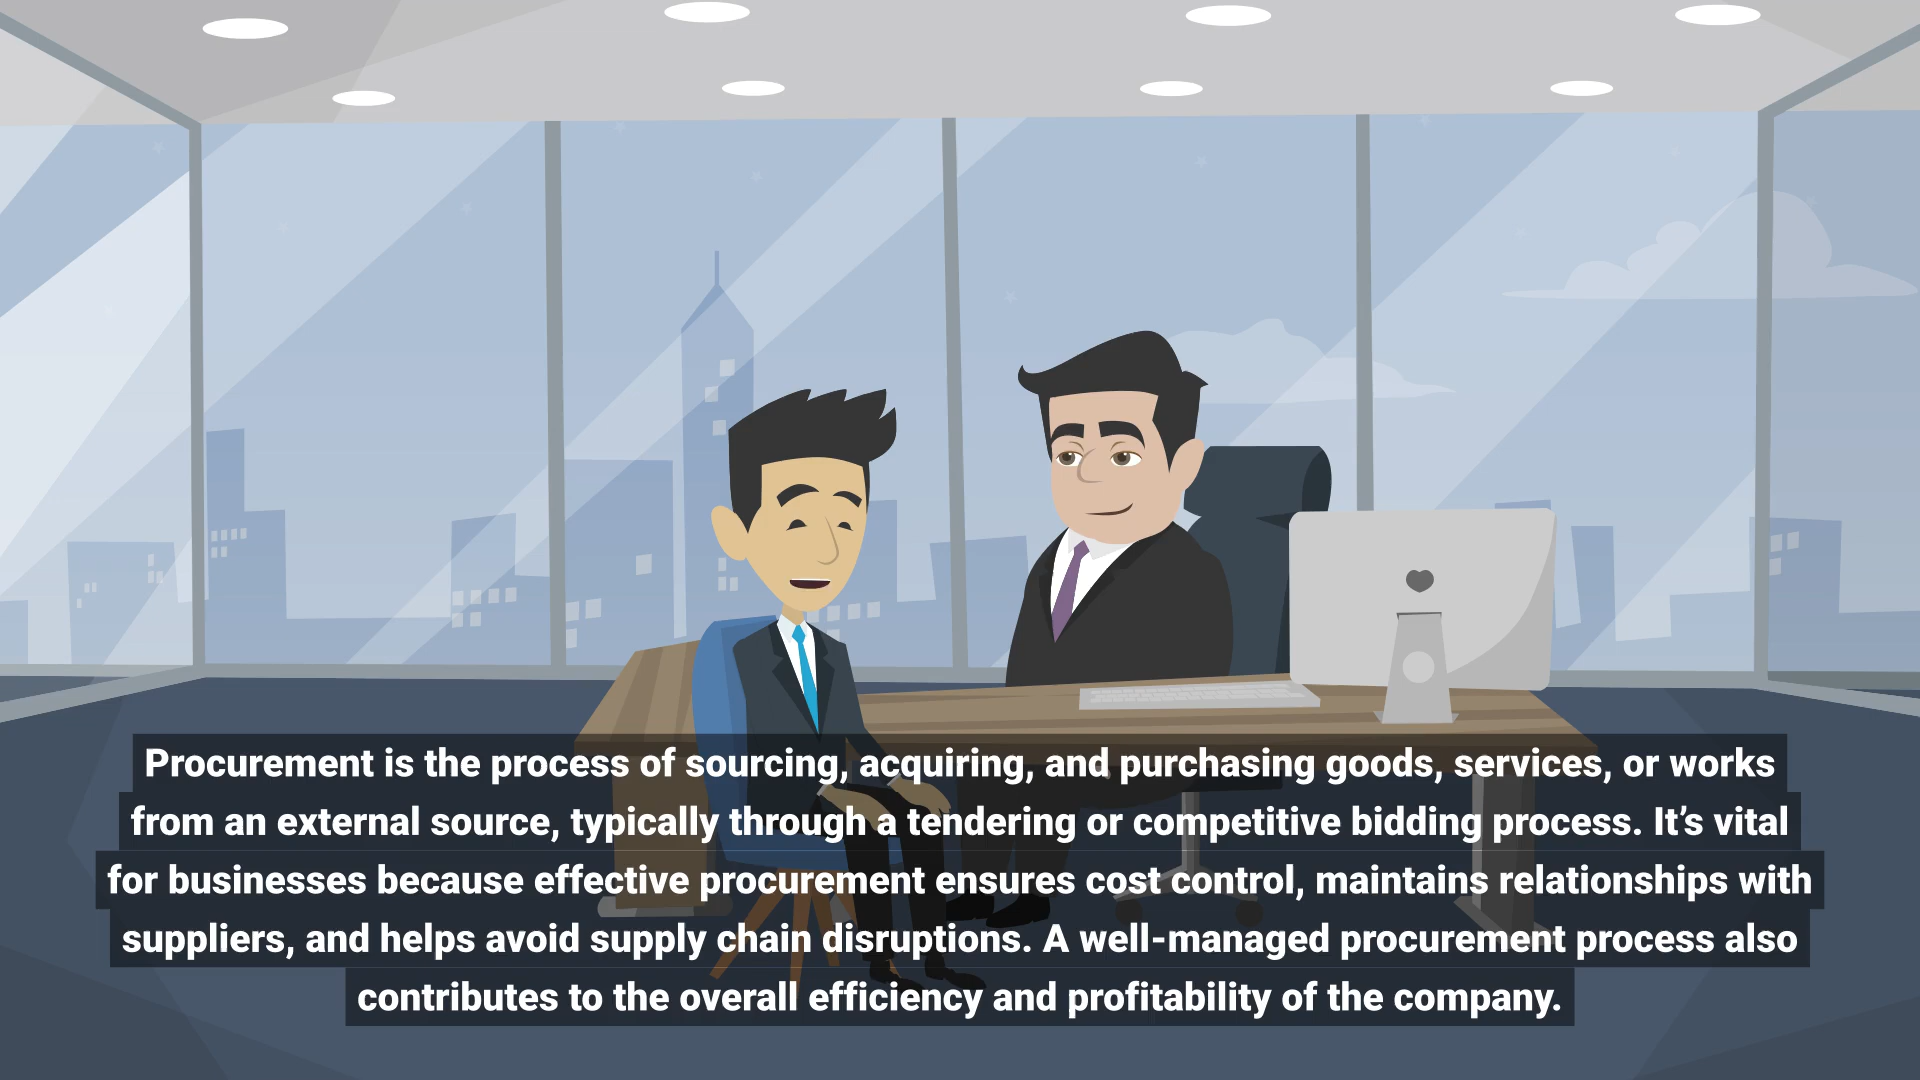 Procurement is the process of sourcing, acquiring, and purchasing goods, services, or works
from an external source, typically through a tendering or competitive bidding process. It’s vital
for businesses because effective procurement ensures cost control, maintains relationships with
suppliers, and helps avoid supply chain disruptions. A well-managed procurement process also
contributes to the overall efficiency and profitability of the company.